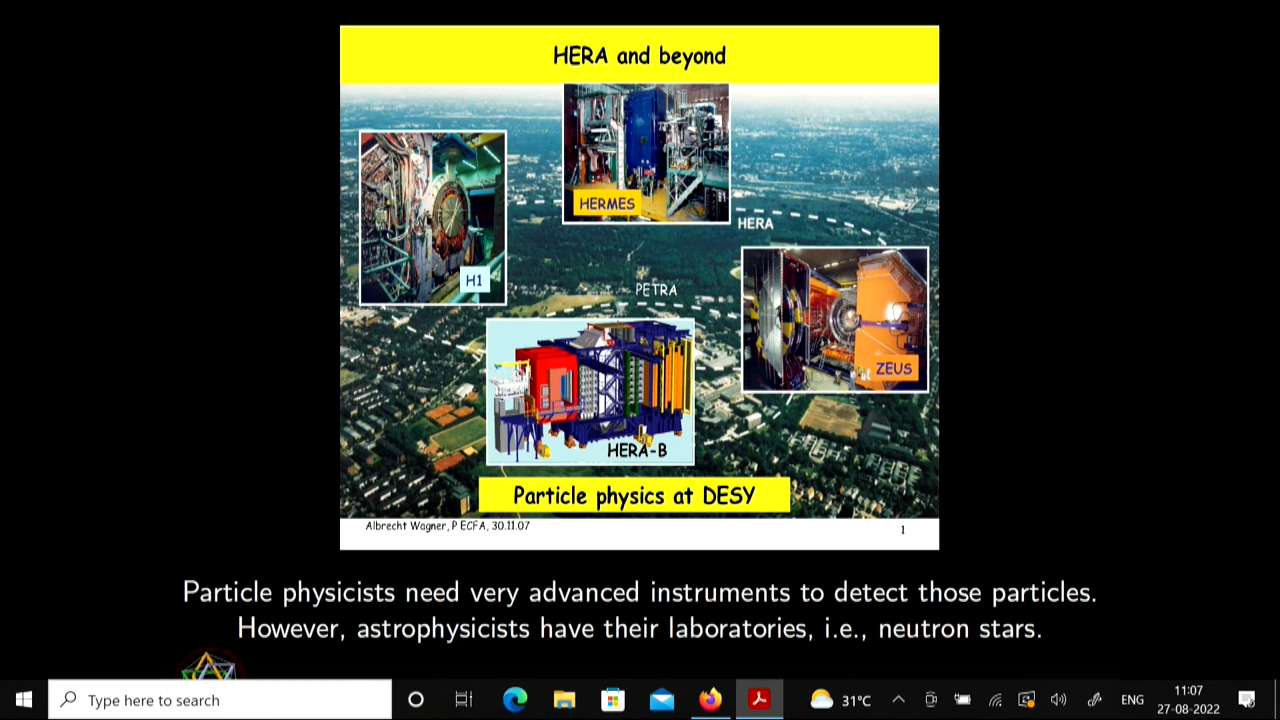 HERA and beyond
HERMES
HERA
H1
PETRA
ZEUS
HERA-B
Particle physics at DESY
Albrecht Wagner, P ECFA, 30.11.07
1
Particle physicists need very advanced instruments to detect those particles.
However, astrophysicists have their laboratories, i.e., neutron stars.
Type here to search
31°C
ENG
11:07
27-08-2022